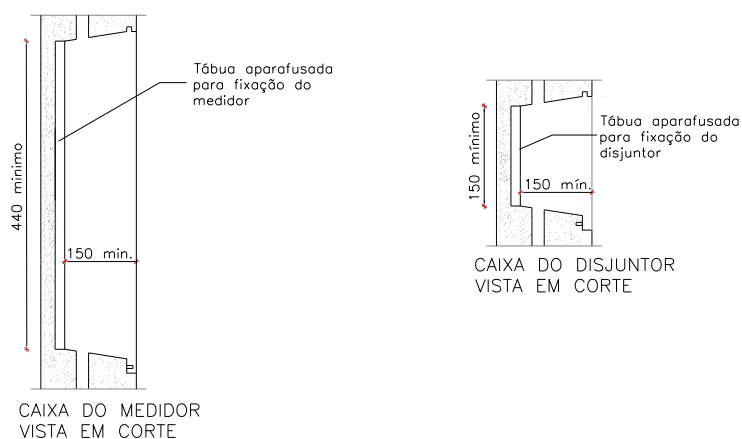 Tábua aparafusada
para fixação do
medidor
440 mínimo
150 min.
CAIXA DO MEDIDOR
VISTA EM CORTE
Tábua aparafusada
para fixação do
disjuntor
150 mínimo
150 mín.
CAIXA DO DISJUNTOR
VISTA EM CORTE